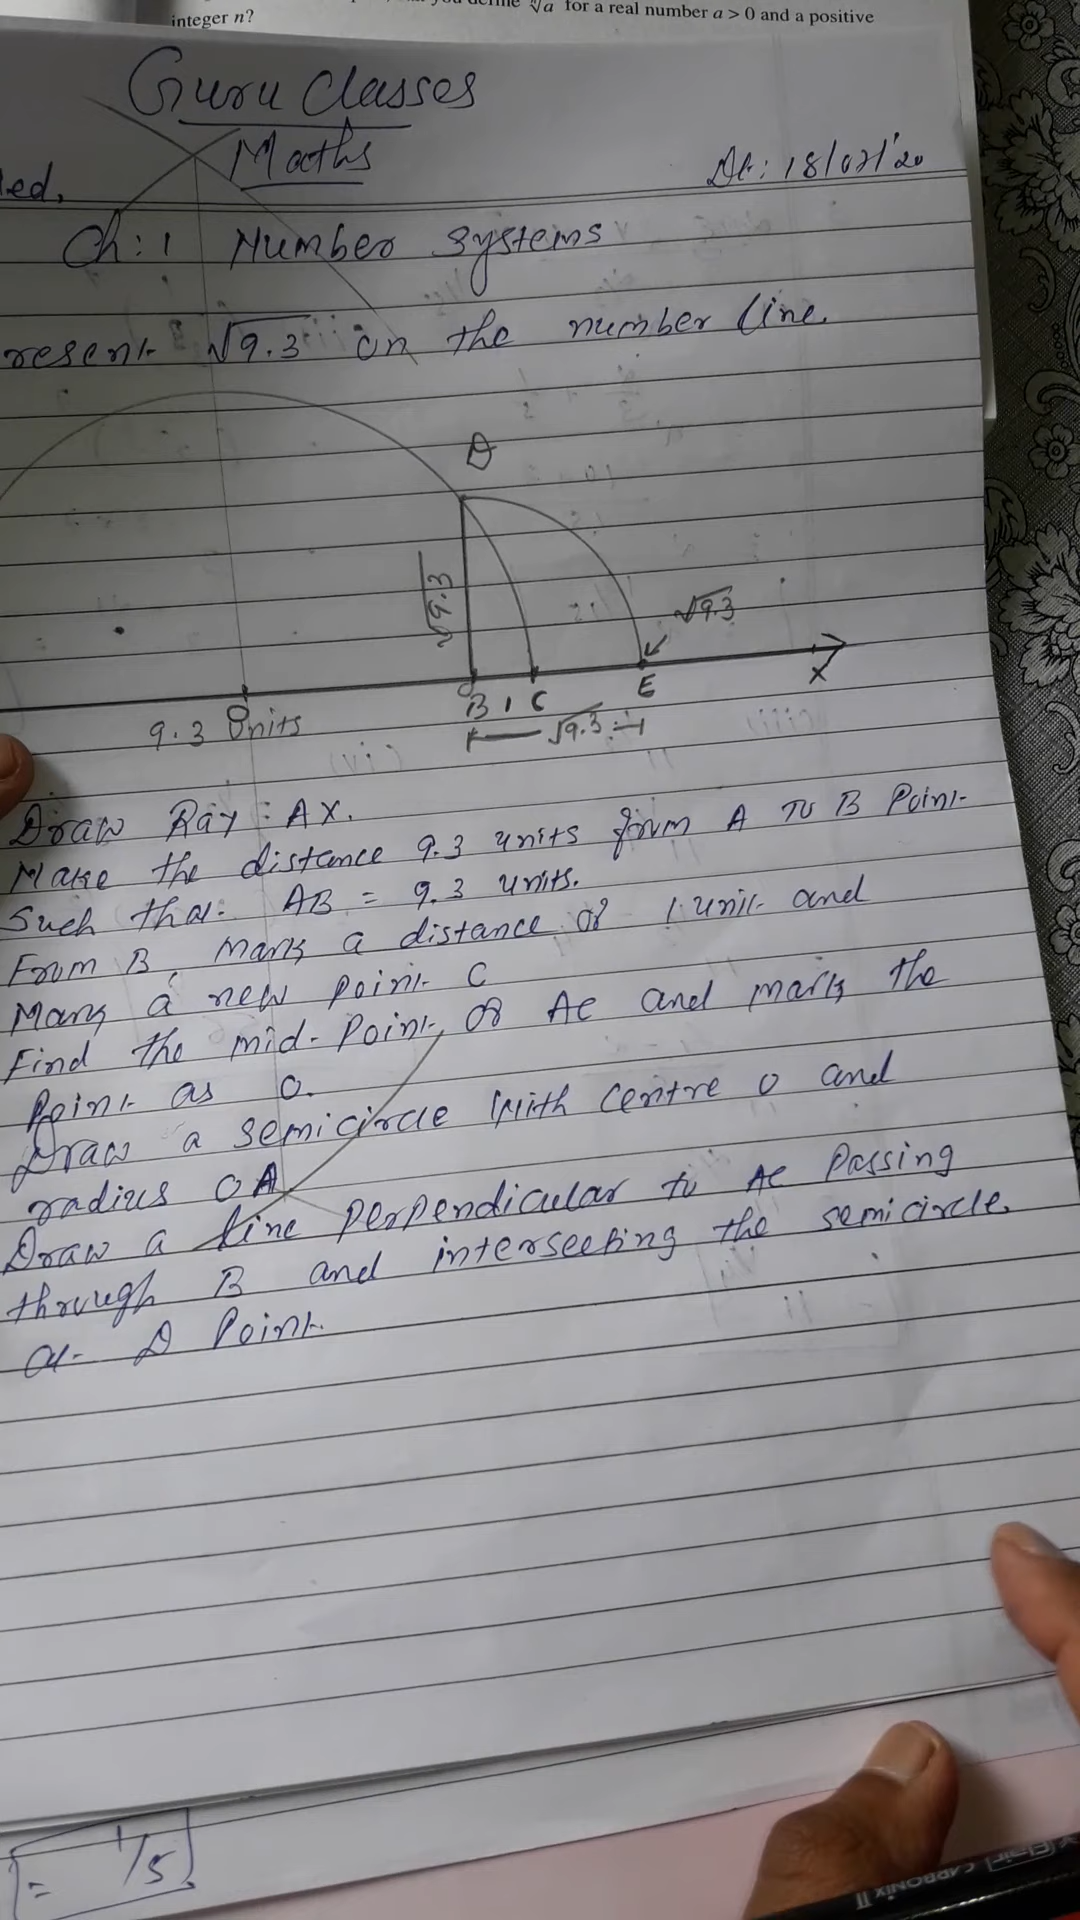 ⁿ√a for a real number a > 0 and a positive
integer n?
Guru Classes
Maths
Dt: 18/07/'20
Ch: 1 Number Systems
√9.3 on the number line.
D
√9.3
√9.3
B 1 C
E
X
O
9.3 Units
√9.3
Draw Ray : AX.
Make the distance 9.3 units from A TO B Point
Such that AB = 9.3 units.
From B, Mark a distance of 1 unit and
Mark a new point C
Find the mid-Point of AC and mark the
Point as O.
Draw a semicircle with centre O and
radius OA
Draw a line perpendicular to AC passing
through B and interseeting the semicircle.
at D Point.
= 1/5
CARBONIX II